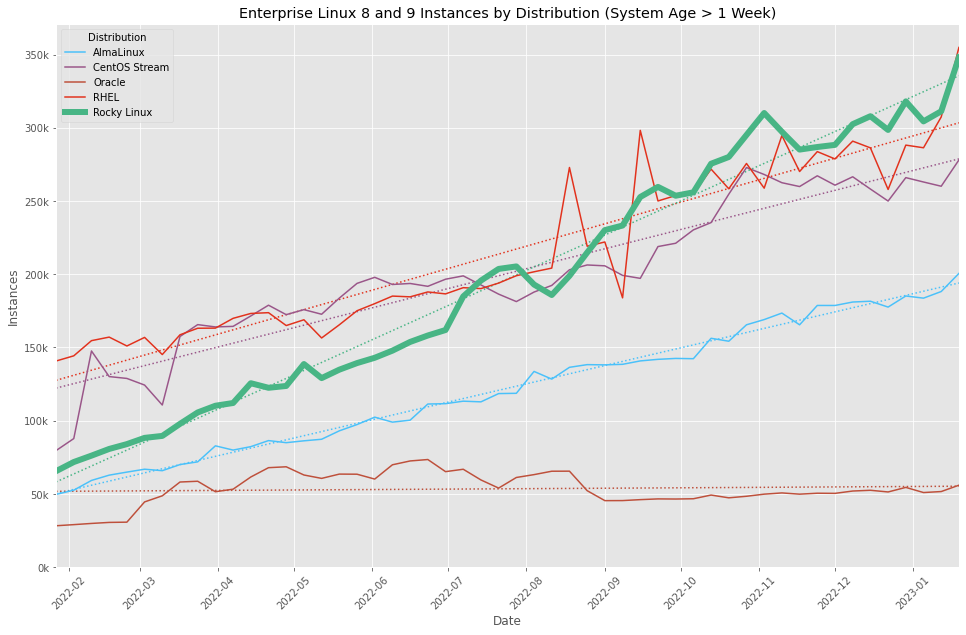 Enterprise Linux 8 and 9 Instances by Distribution (System Age > 1 Week)
Distribution
AlmaLinux
CentOS Stream
Oracle
RHEL
Rocky Linux
350k
300k
250k
200k
150k
100k
50k
0k
Instances
2022-02
2022-03
2022-04
2022-05
2022-06
2022-07
2022-08
2022-09
2022-10
2022-11
2022-12
2023-01
Date